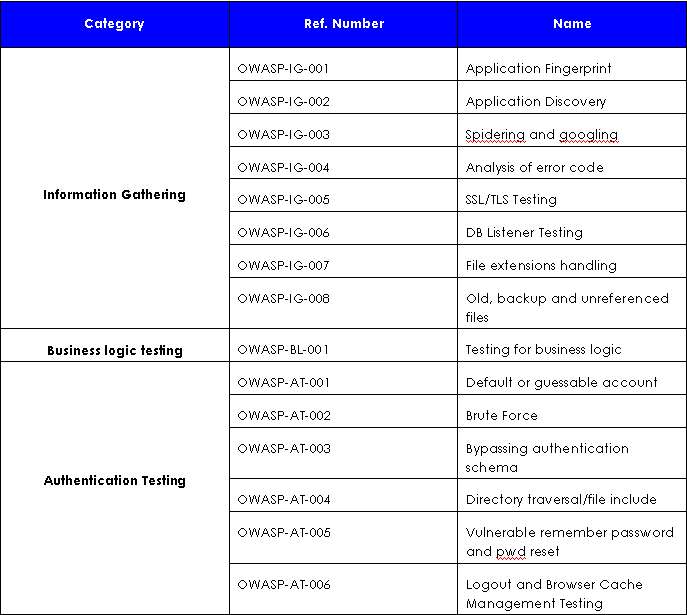 Category Ref. Number Name
Information Gathering
OWASP-IG-001 Application Fingerprint
OWASP-IG-002 Application Discovery
OWASP-IG-003 Spidering and googling
OWASP-IG-004 Analysis of error code
OWASP-IG-005 SSL/TLS Testing
OWASP-IG-006 DB Listener Testing
OWASP-IG-007 File extensions handling
OWASP-IG-008 Old, backup and unreferenced
files
Business logic testing OWASP-BL-001 Testing for business logic
Authentication Testing
OWASP-AT-001 Default or guessable account
OWASP-AT-002 Brute Force
OWASP-AT-003 Bypassing authentication
schema
OWASP-AT-004 Directory traversal/file include
OWASP-AT-005 Vulnerable remember password
and pwd reset
OWASP-AT-006 Logout and Browser Cache
Management Testing